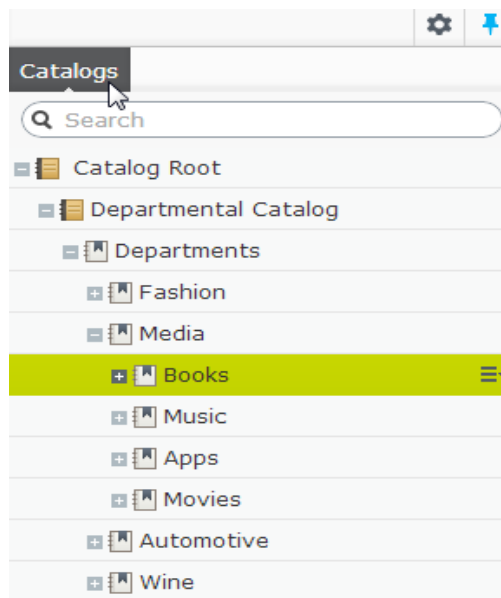 Catalogs
Search
Catalog Root
Departmental Catalog
Departments
Fashion
Media
Books
Music
Apps
Movies
Automotive
Wine